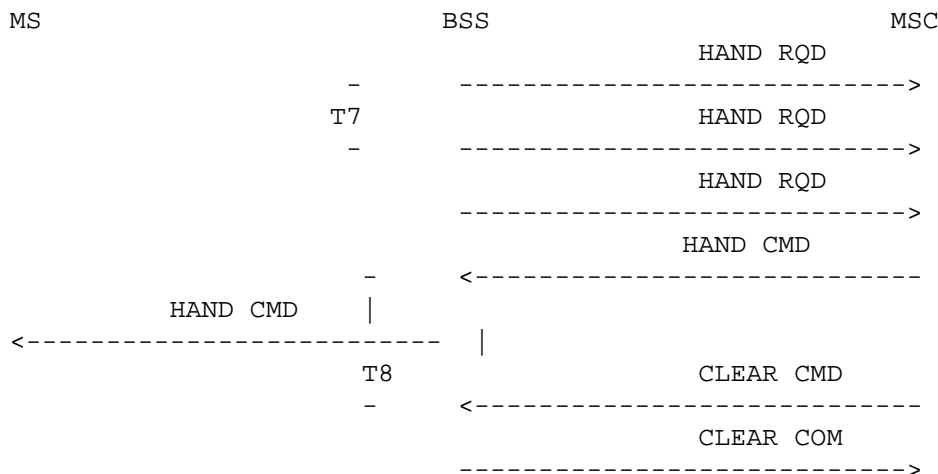 MS BSS MSC
HAND RQD
- ----------------------------->
T7 HAND RQD
- ----------------------------->
HAND RQD
----------------------------->
HAND CMD
- <-----------------------------
HAND CMD |
<--------------------------- |
T8 CLEAR CMD
- <-----------------------------
CLEAR COM
----------------------------->